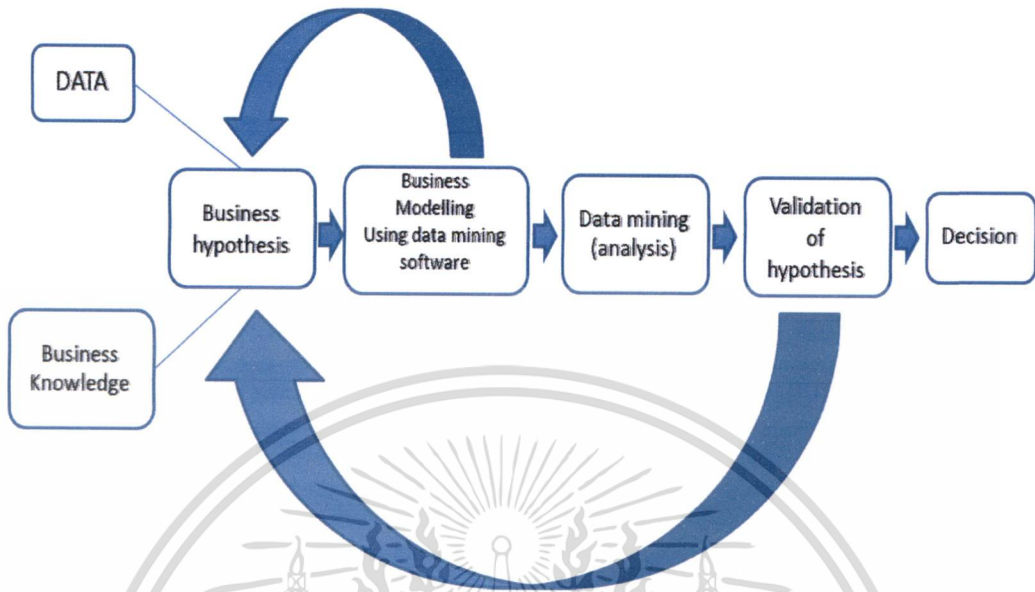 DATA
Business
Knowledge
Business
hypothesis
Business
Modelling
Using data mining
software
Data mining
(analysis)
Validation
of
hypothesis
Decision